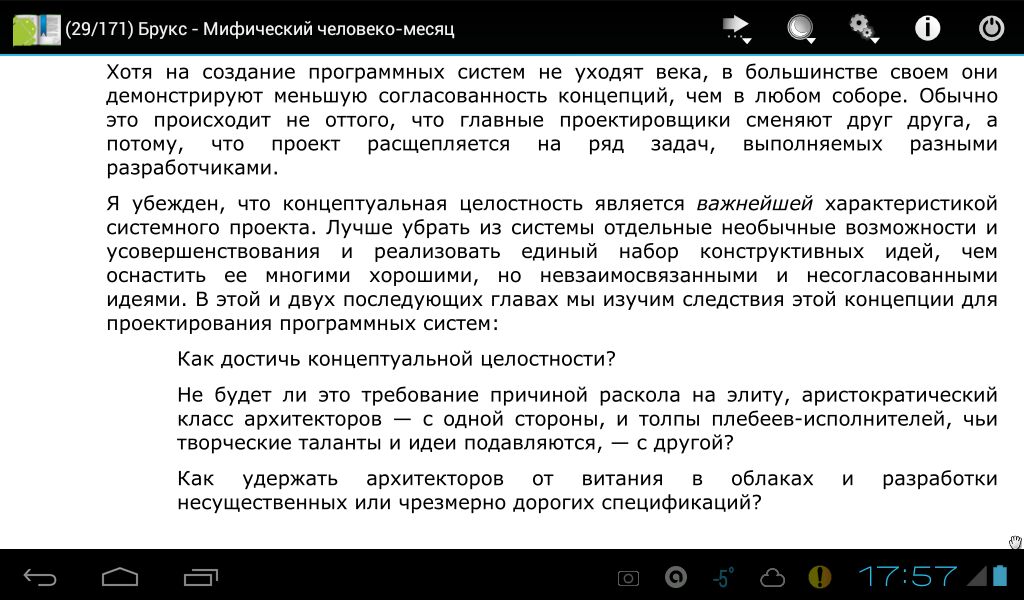 (29/171) Брукс - Мифический человеко-месяц
Хотя на создание программных систем не уходят века, в большинстве своем они
демонстрируют меньшую согласованность концепций, чем в любом соборе. Обычно
это происходит не оттого, что главные проектировщики сменяют друг друга, а
потому, что проект расщепляется на ряд задач, выполняемых разными
разработчиками.
Я убежден, что концептуальная целостность является важнейшей характеристикой
системного проекта. Лучше убрать из системы отдельные необычные возможности и
усовершенствования и реализовать единый набор конструктивных идей, чем
оснастить ее многими хорошими, но невзаимосвязанными и несогласованными
идеями. В этой и двух последующих главах мы изучим следствия этой концепции для
проектирования программных систем:
Как достичь концептуальной целостности?
Не будет ли это требование причиной раскола на элиту, аристократический
класс архитекторов — с одной стороны, и толпы плебеев-исполнителей, чьи
творческие таланты и идеи подавляются, — с другой?
Как удержать архитекторов от витания в облаках и разработки
несущественных или чрезмерно дорогих спецификаций?
-5° 17:57